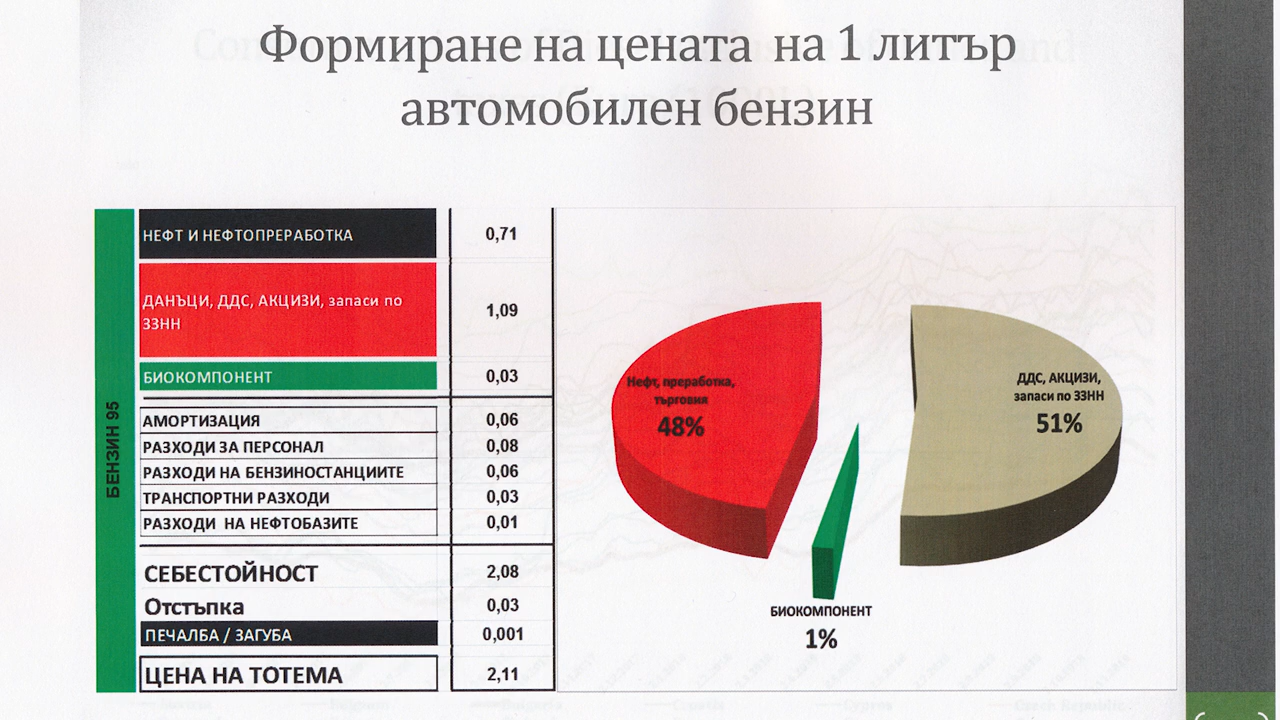 Формиране на цената на 1 литър
автомобилен бензин
БЕНЗИН 95
НЕФТ И НЕФТОПРЕРАБОТКА 0,71
ДАНЪЦИ, ДДС, АКЦИЗИ, запаси по
ЗЗНН 1,09
БИОКОМПОНЕНТ 0,03
АМОРТИЗАЦИЯ 0,06
РАЗХОДИ ЗА ПЕРСОНАЛ 0,08
РАЗХОДИ НА БЕНЗИНОСТАНЦИИТЕ 0,06
ТРАНСПОРТНИ РАЗХОДИ 0,03
РАЗХОДИ НА НЕФТОБАЗИТЕ 0,01
СЕБЕСТОЙНОСТ 2,08
Отстъпка 0,03
ПЕЧАЛБА / ЗАГУБА 0,001
ЦЕНА НА ТОТЕМА 2,11
Нефт, преработка,
търговия
48%
ДДС, АКЦИЗИ,
запаси по ЗЗНН
51%
БИОКОМПОНЕНТ
1%